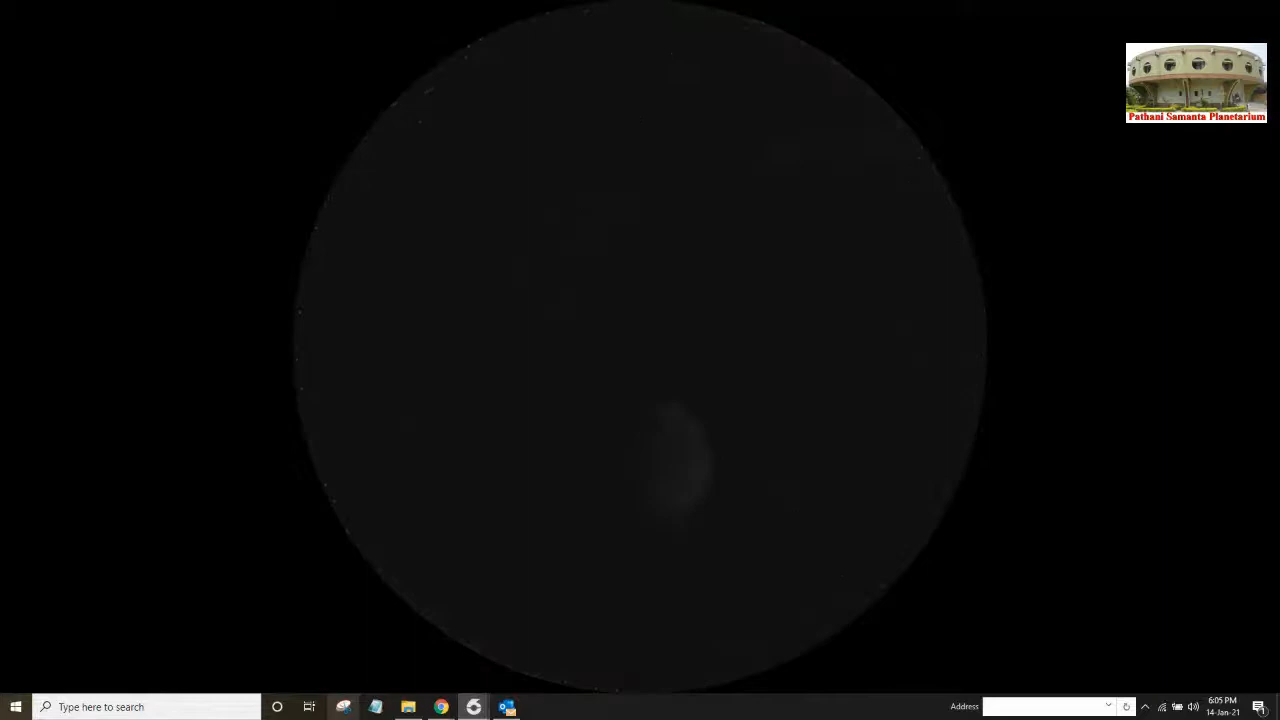 Pathani Samanta Planetarium
Type here to search
Address
6:05 PM
14-Jan-21